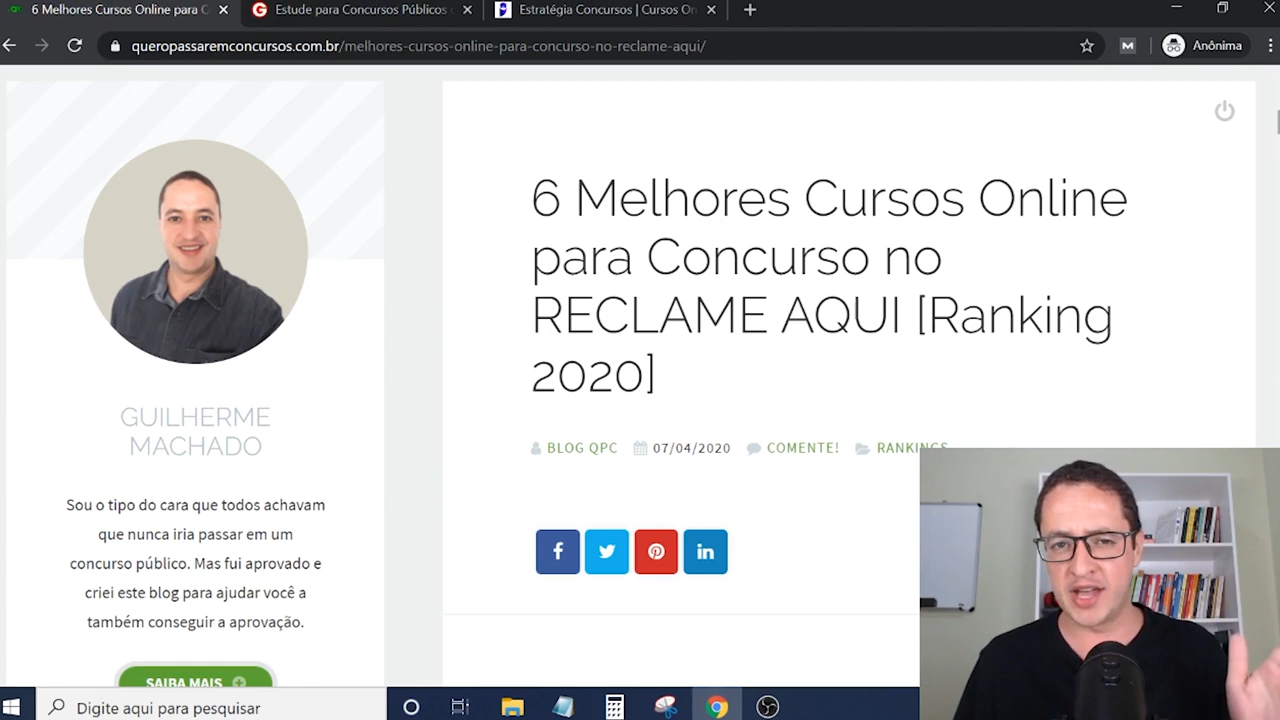 6 Melhores Cursos Online para C
Estude para Concursos Públicos
Estratégia Concursos | Cursos On
queropassaremconcursos.com.br/melhores-cursos-online-para-concurso-no-reclame-aqui/
Anônima
6 Melhores Cursos Online
para Concurso no
RECLAME AQUI [Ranking
2020]
BLOG QPC 07/04/2020 COMENTE! RANKINGS
GUILHERME
MACHADO
Sou o tipo do cara que todos achavam
que nunca iria passar em um
concurso público. Mas fui aprovado e
criei este blog para ajudar você a
também conseguir a aprovação.
SAIBA MAIS
Digite aqui para pesquisar